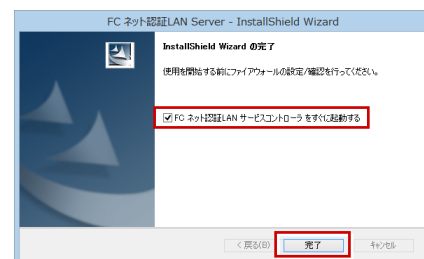 FC ネット認証LAN Server - InstallShield Wizard
InstallShield Wizard の完了
使用を開始する前にファイアウォールの設定/確認を行ってください。
FC ネット認証LAN サービスコントローラ をすぐに起動する
< 戻る(B)
完了
キャンセル